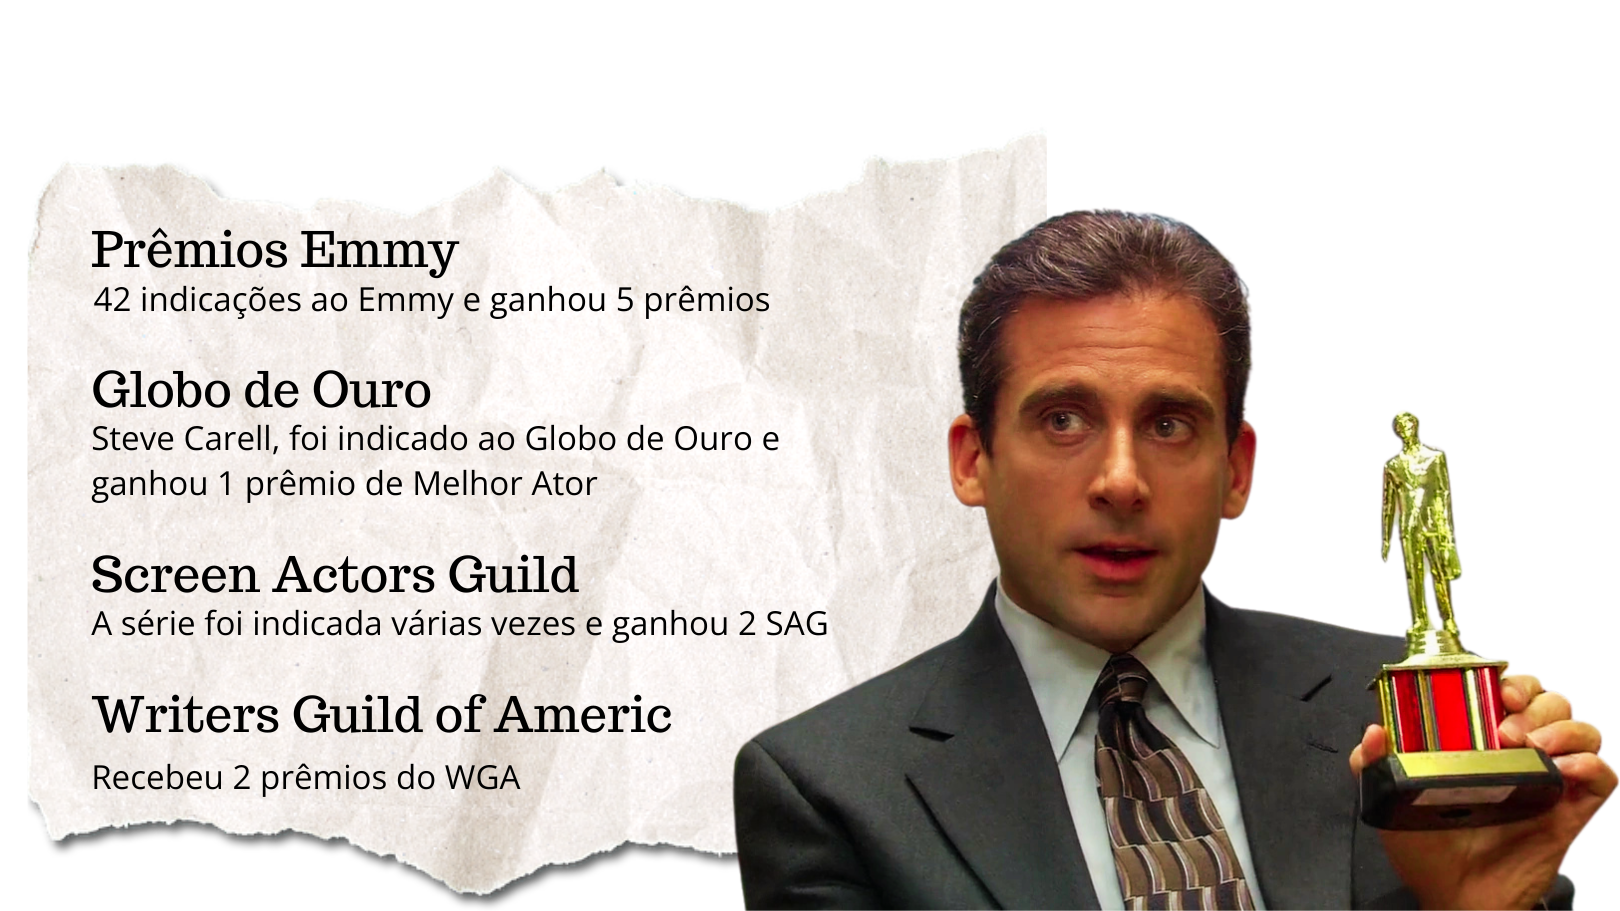 Prêmios Emmy
42 indicações ao Emmy e ganhou 5 prêmios
Globo de Ouro
Steve Carell, foi indicado ao Globo de Ouro e
ganhou 1 prêmio de Melhor Ator
Screen Actors Guild
A série foi indicada várias vezes e ganhou 2 SAG
Writers Guild of Americ
Recebeu 2 prêmios do WGA